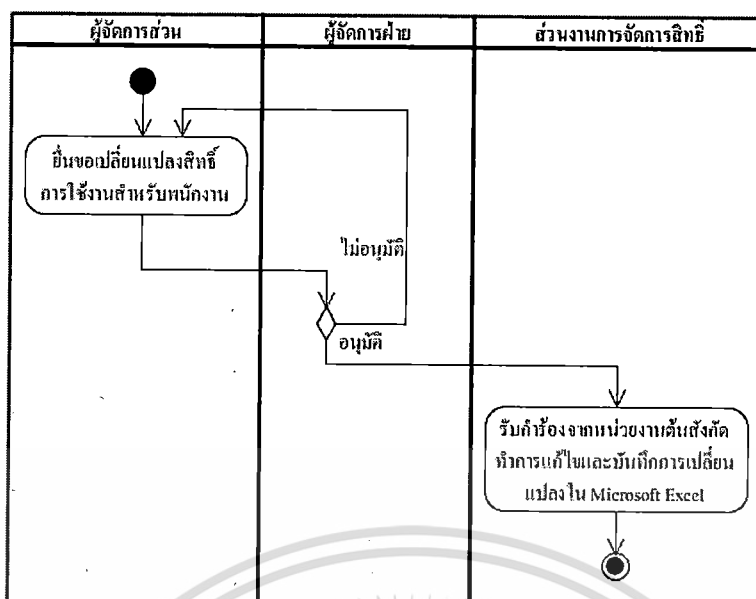 ผู้จัดการส่วน
ผู้จัดการฝ่าย
ส่วนงานการจัดการสิทธิ์
ยื่นขอเปลี่ยนแปลงสิทธิ์
การใช้งานสำหรับพนักงาน
ไม่อนุมัติ
อนุมัติ
รับคำร้องจากหน่วยงานต้นสังกัด
ทำการแก้ไขและบันทึกการเปลี่ยน
แปลงใน Microsoft Excel